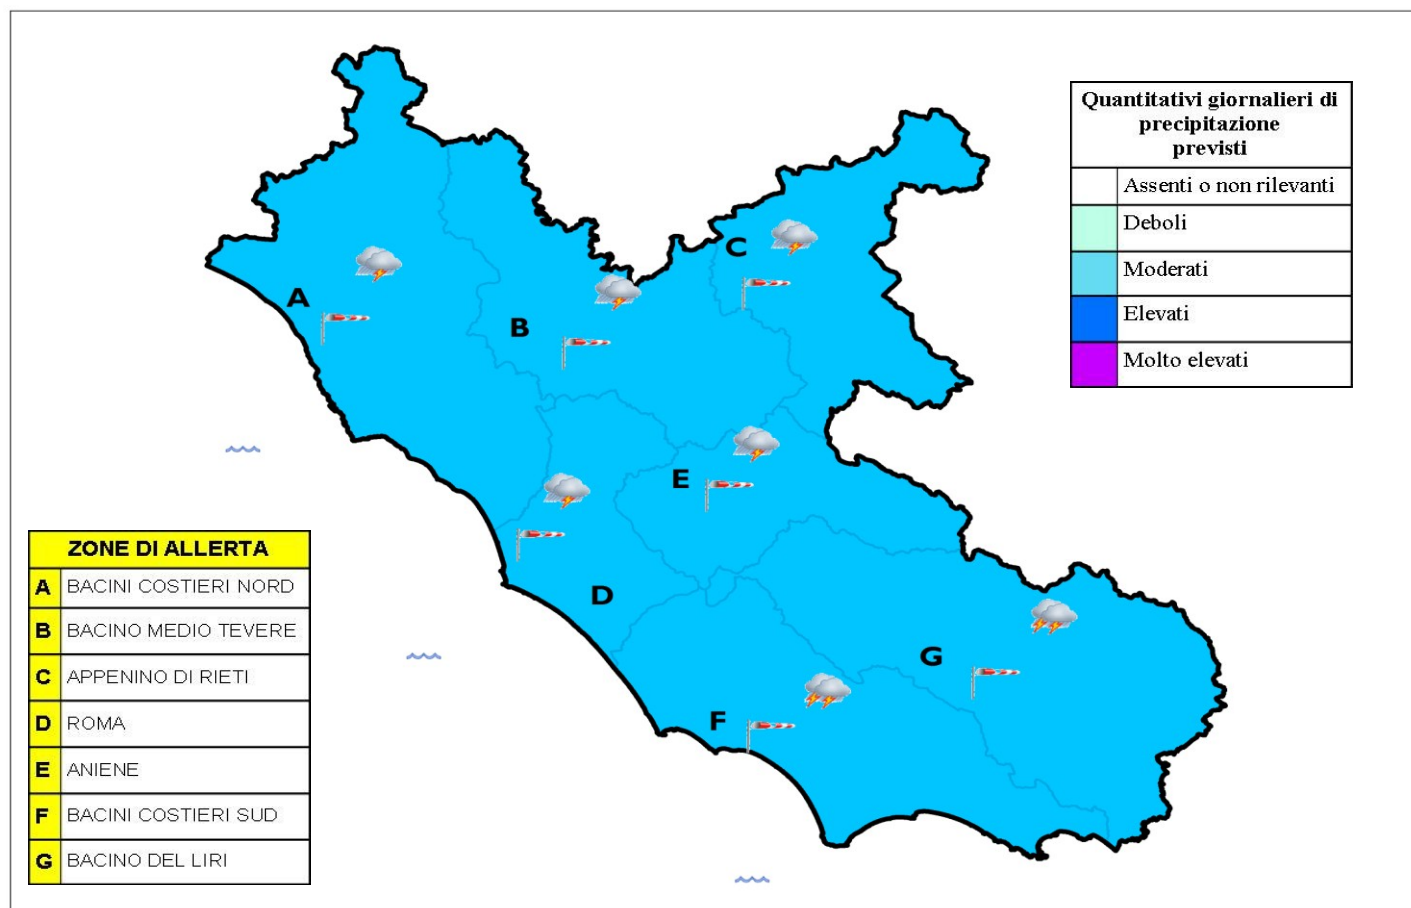 Quantitativi giornalieri di
precipitazione
previsti
Assenti o non rilevanti
Deboli
Moderati
Elevati
Molto elevati
A
B
C
D
E
F
G
ZONE DI ALLERTA
A BACINI COSTIERI NORD
B BACINO MEDIO TEVERE
C APPENINO DI RIETI
D ROMA
E ANIENE
F BACINI COSTIERI SUD
G BACINO DEL LIRI